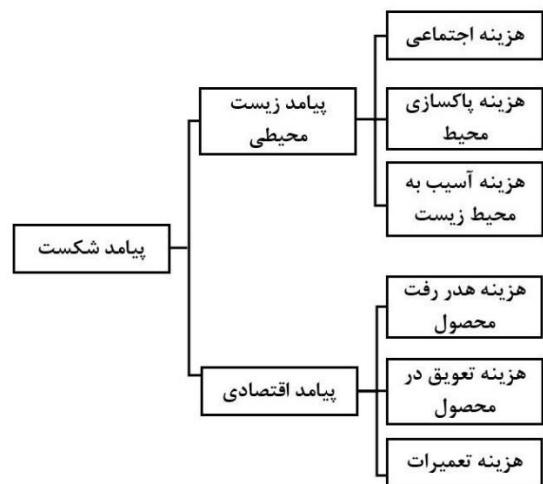 هزینه اجتماعی
پیامد زیست
محیطی
هزینه پاکسازی
محیط
هزینه آسیب به
محیط زیست
پیامد شکست
هزینه هدر رفت
محصول
پیامد اقتصادی
هزینه تعویق در
محصول
هزینه تعمیرات